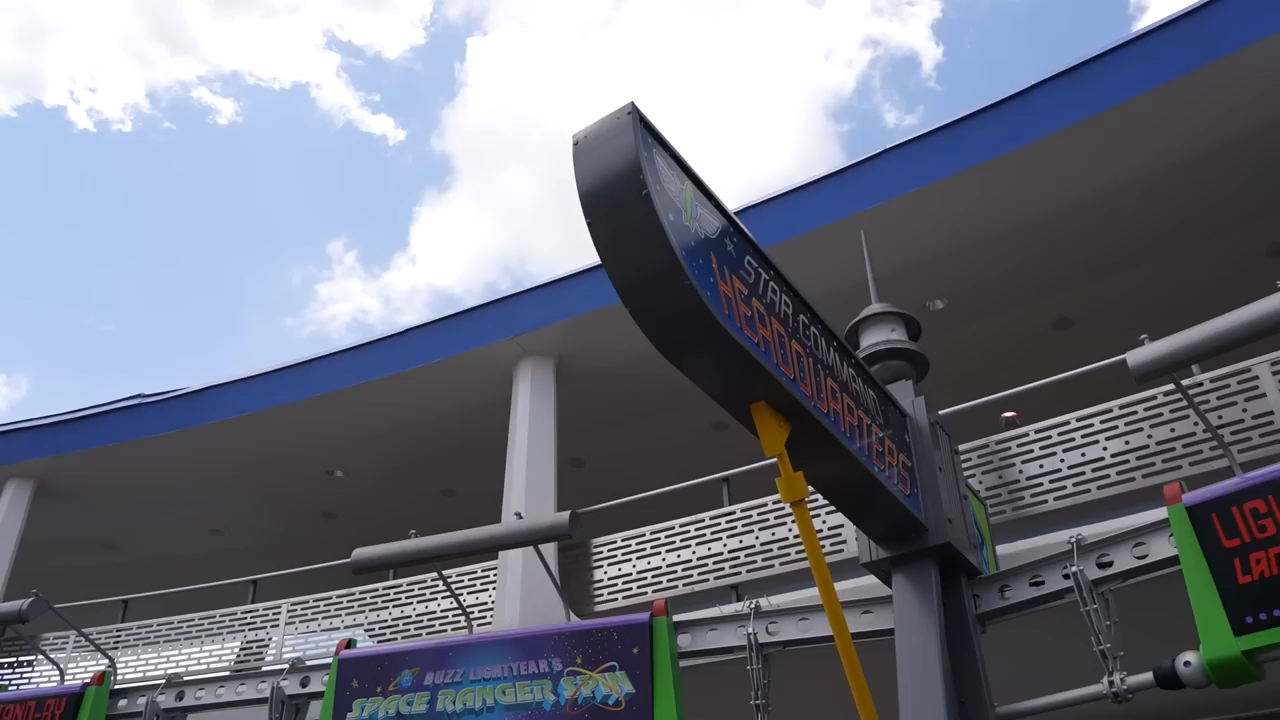 STAR COMMAND
HEADQUARTERS
BUZZ LIGHTYEAR'S
SPACE RANGER SPIN